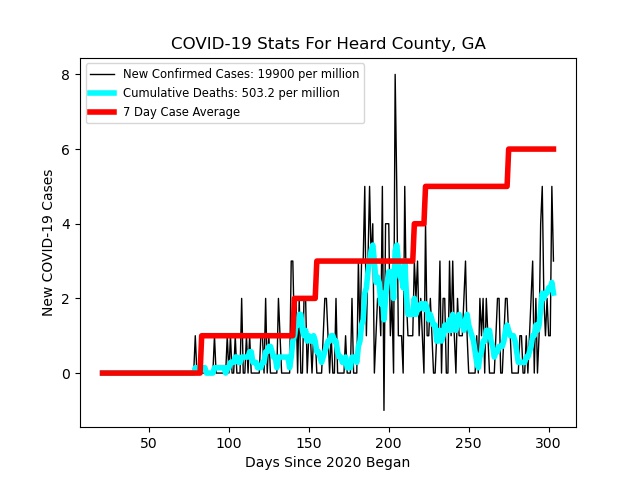 COVID-19 Stats For Heard County, GA
New Confirmed Cases: 19900 per million
Cumulative Deaths: 503.2 per million
7 Day Case Average
New COVID-19 Cases
8
6
4
2
0
50 100 150 200 250 300
Days Since 2020 Began